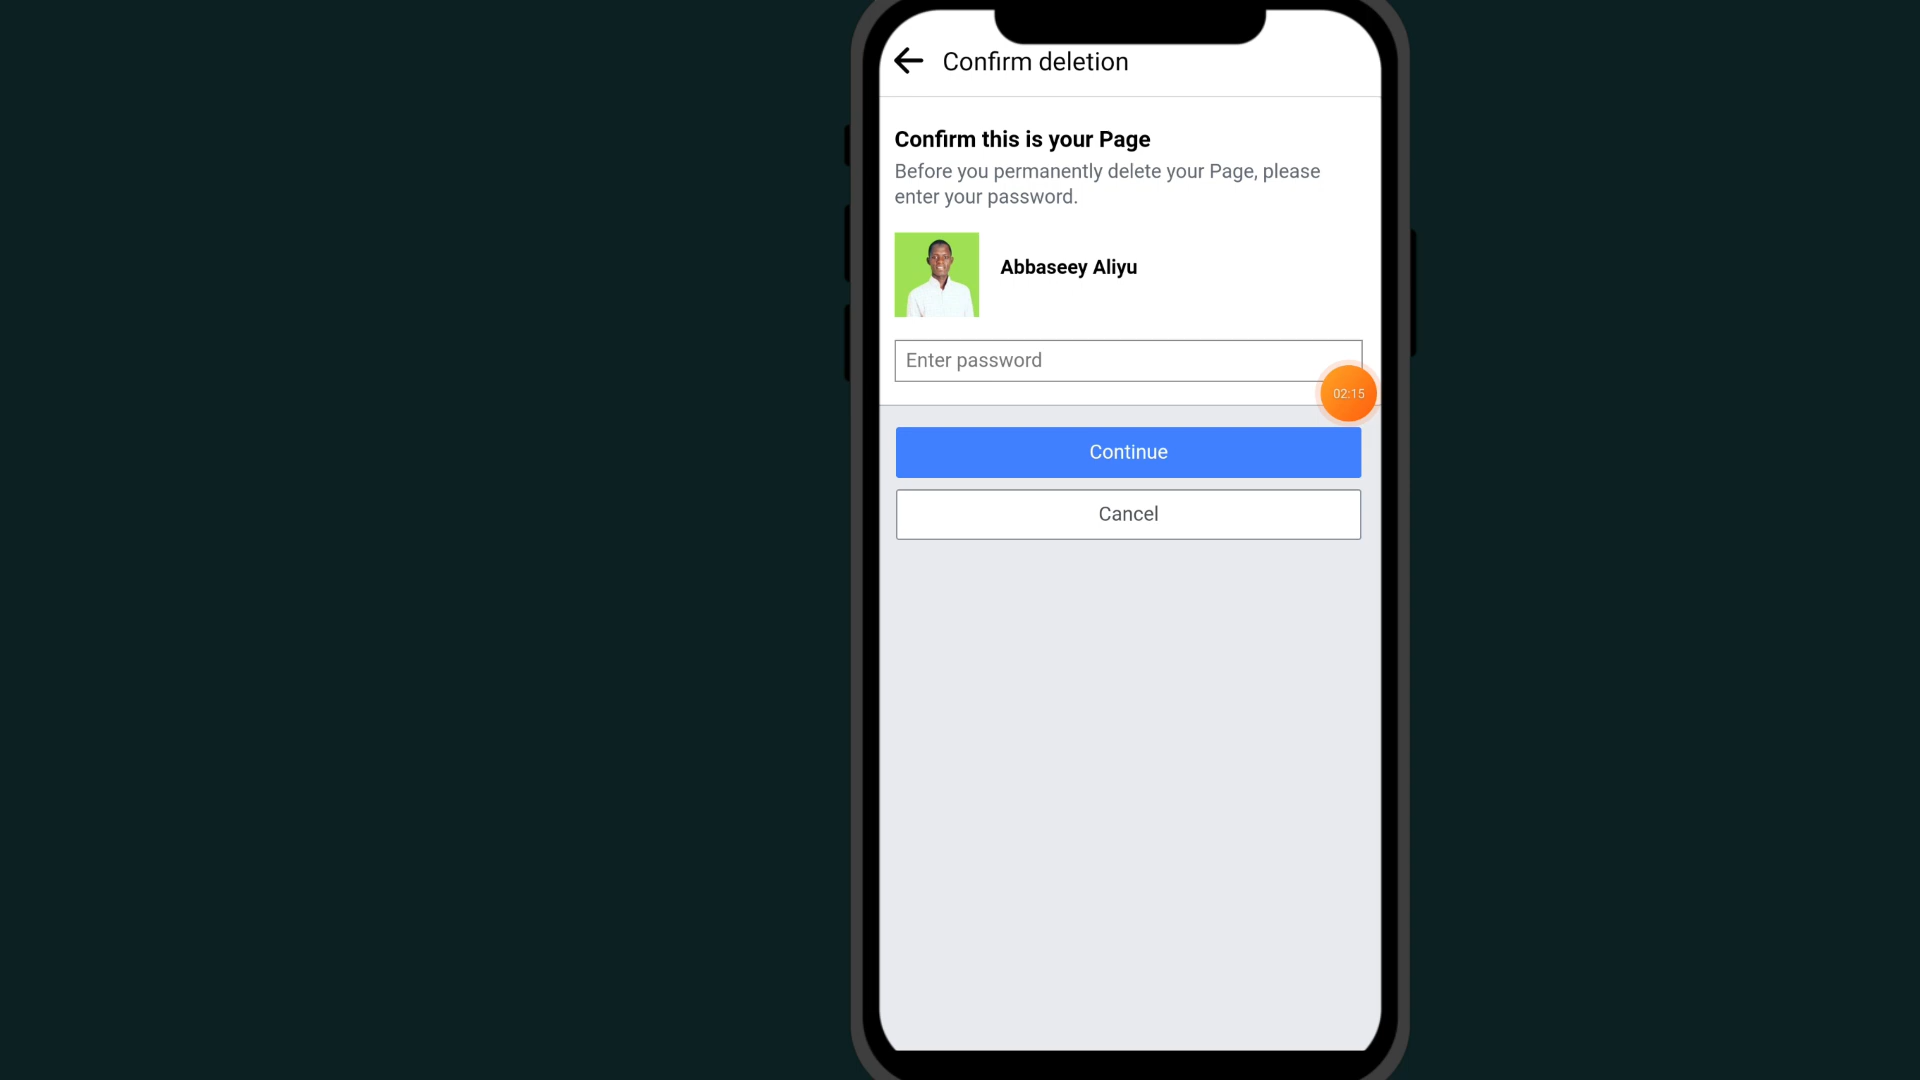 Confirm deletion
Confirm this is your Page
Before you permanently delete your Page, please
enter your password.
Abbaseey Aliyu
Enter password
02:15
Continue
Cancel